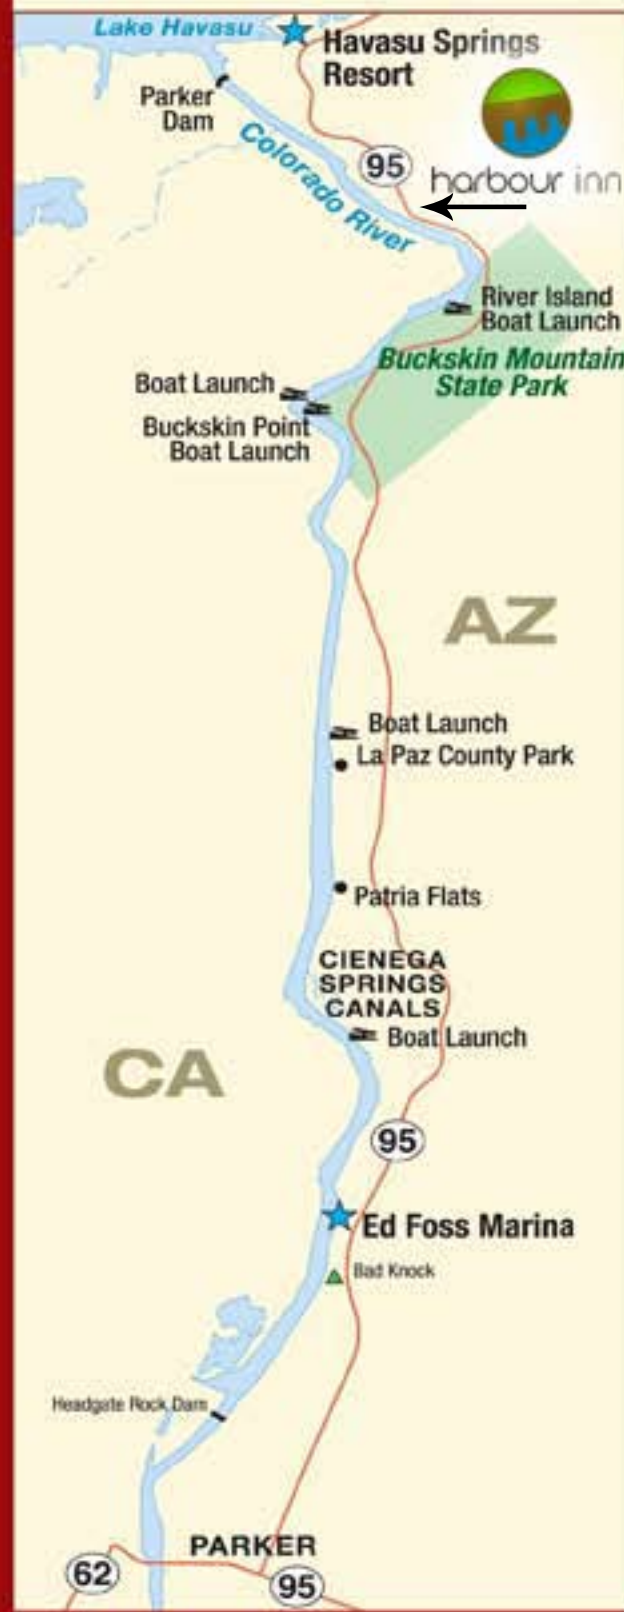 Lake Havasu
Havasu Springs
Resort
Parker
Dam
Colorado River
95
harbour inn
River Island
Boat Launch
Buckskin Mountain
State Park
Boat Launch
Buckskin Point
Boat Launch
AZ
Boat Launch
La Paz County Park
Patria Flats
CIENEGA
SPRINGS
CANALS
Boat Launch
CA
95
Ed Foss Marina
Bad Knock
Headgate Rock Dam
PARKER
62
95